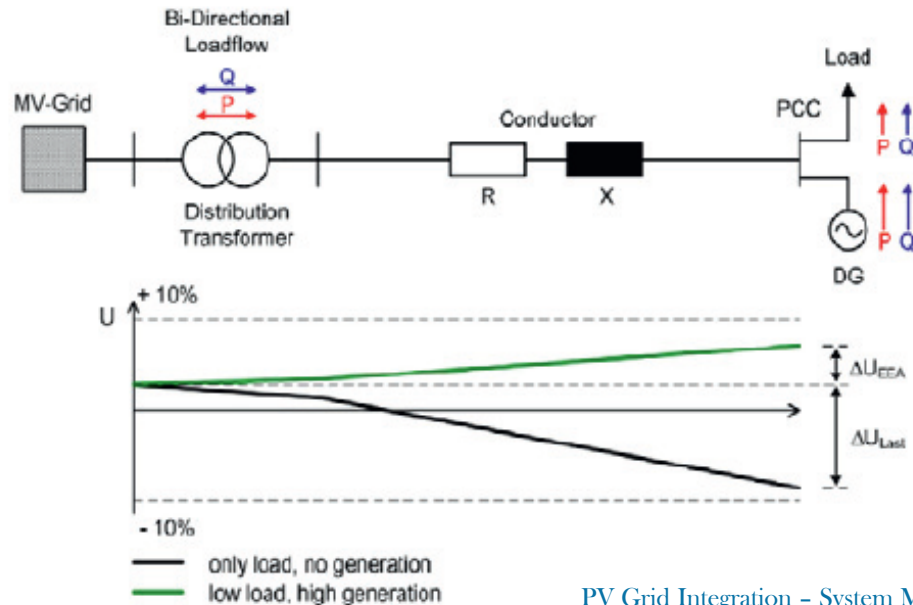 Bi-Directional
Loadflow
Q
P
MV-Grid
Distribution
Transformer
Conductor
R
X
PCC
Load
P
Q
P
Q
DG
+ 10%
U
ΔU_EEA
ΔU_Last
- 10%
only load, no generation
low load, high generation
PV Grid Integration – System M